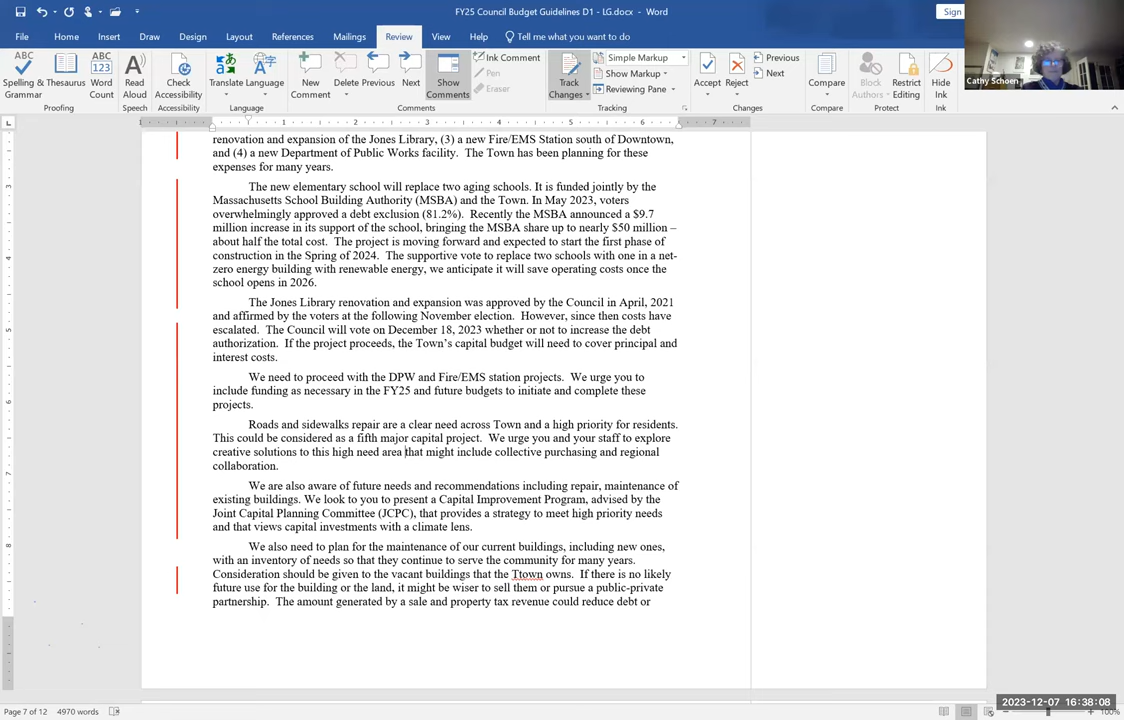 FY25 Council Budget Guidelines D1 - LG.docx - Word
Sign
File Home Insert Draw Design Layout References Mailings Review View Help Tell me what you want to do
ABC Spelling & Grammar
Thesaurus
ABC 123 Word Count
Proofing
Read Aloud
Speech
Check Accessibility
Accessibility
Translate
Language
Language
New Comment
Delete
Previous
Next
Show Comments
Ink Comment
Pen
Eraser
Comments
Track Changes
Simple Markup
Show Markup
Reviewing Pane
Tracking
Accept
Reject
Previous
Next
Changes
Compare
Compare
Block Authors
Restrict Editing
Protect
Hide Ink
Ink
Cathy Schoen
renovation and expansion of the Jones Library, (3) a new Fire/EMS Station south of Downtown,
and (4) a new Department of Public Works facility. The Town has been planning for these
expenses for many years.
The new elementary school will replace two aging schools. It is funded jointly by the
Massachusetts School Building Authority (MSBA) and the Town. In May 2023, voters
overwhelmingly approved a debt exclusion (81.2%). Recently the MSBA announced a $9.7
million increase in its support of the school, bringing the MSBA share up to nearly $50 million –
about half the total cost. The project is moving forward and expected to start the first phase of
construction in the Spring of 2024. The supportive vote to replace two schools with one in a net-
zero energy building with renewable energy, we anticipate it will save operating costs once the
school opens in 2026.
The Jones Library renovation and expansion was approved by the Council in April, 2021
and affirmed by the voters at the following November election. However, since then costs have
escalated. The Council will vote on December 18, 2023 whether or not to increase the debt
authorization. If the project proceeds, the Town’s capital budget will need to cover principal and
interest costs.
We need to proceed with the DPW and Fire/EMS station projects. We urge you to
include funding as necessary in the FY25 and future budgets to initiate and complete these
projects.
Roads and sidewalks repair are a clear need across Town and a high priority for residents.
This could be considered as a fifth major capital project. We urge you and your staff to explore
creative solutions to this high need area that might include collective purchasing and regional
collaboration.
We are also aware of future needs and recommendations including repair, maintenance of
existing buildings. We look to you to present a Capital Improvement Program, advised by the
Joint Capital Planning Committee (JCPC), that provides a strategy to meet high priority needs
and that views capital investments with a climate lens.
We also need to plan for the maintenance of our current buildings, including new ones,
with an inventory of needs so that they continue to serve the community for many years.
Consideration should be given to the vacant buildings that the Ttown owns. If there is no likely
future use for the building or the land, it might be wiser to sell them or pursue a public-private
partnership. The amount generated by a sale and property tax revenue could reduce debt or
2023-12-07 16:38:08
Page 7 of 12 4970 words
100%